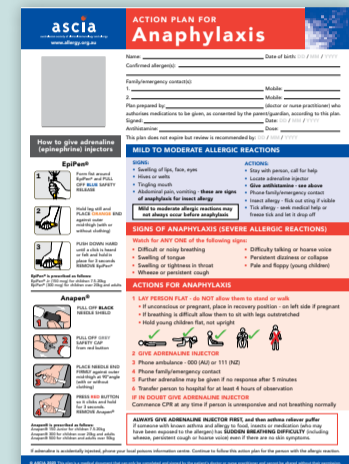 ascia
www.allergy.org.au
ACTION PLAN FOR
Anaphylaxis
Name:
Date of birth: DD / MM / YYYY
Confirmed allergen(s):
Family/emergency contact(s):
1.
Mobile:
2.
Mobile:
Plan prepared by:
(doctor or nurse practitioner) who
authorises medications to be given, as consented by the parent/guardian, according to this plan.
Signed:
Date: DD / MM / YYYY
Antihistamine:
Dose:
This plan does not expire but review is recommended by: DD / MM / YYYY
How to give adrenaline
(epinephrine) injectors
EpiPen®
1
Form fist around
EpiPen® and PULL
OFF BLUE SAFETY
RELEASE
2
Hold leg still and
PLACE ORANGE END
against outer
mid-thigh (with or
without clothing)
3
PUSH DOWN HARD
until a click is heard
or felt and hold in
place for 3 seconds
REMOVE EpiPen®
EpiPen® is prescribed as follows:
Anapen®
PULL OFF BLACK
NEEDLE SHIELD
PULL OFF GREY
SAFETY CAP
from red button
PLACE NEEDLE END
FIRMLY against outer
mid-thigh at 90° angle
(with or without
clothing)
PRESS RED BUTTON
so it clicks and hold
for 3 seconds.
REMOVE Anapen®
Anapen® is prescribed as follows:
MILD TO MODERATE ALLERGIC REACTIONS
SIGNS:
• Swelling of lips, face, eyes
• Hives or welts
• Tingling mouth
• Abdominal pain, vomiting - these are signs
of anaphylaxis for insect allergy
Mild to moderate allergic reactions may
not always occur before anaphylaxis
ACTIONS:
• Stay with person, call for help
• Locate adrenaline injector
• Give antihistamine - see above
• Phone family/emergency contact
• Insect allergy - flick out sting if visible
• Tick allergy - seek medical help or
freeze tick and let it drop off
SIGNS OF ANAPHYLAXIS (SEVERE ALLERGIC REACTIONS)
Watch for ANY ONE of the following signs:
• Difficult or noisy breathing
• Swelling of tongue
• Swelling or tightness in throat
• Wheeze or persistent cough
• Difficulty talking or hoarse voice
• Persistent dizziness or collapse
• Pale and floppy (young children)
ACTIONS FOR ANAPHYLAXIS
1 LAY PERSON FLAT - do NOT allow them to stand or walk
• If unconscious or pregnant, place in recovery position - on left side if pregnant
• If breathing is difficult allow them to sit with legs outstretched
• Hold young children flat, not upright
2 GIVE ADRENALINE INJECTOR
3 Phone ambulance - 000 (AU) or 111 (NZ)
4 Phone family/emergency contact
5 Further adrenaline may be given if no response after 5 minutes
6 Transfer person to hospital for at least 4 hours of observation
IF IN DOUBT GIVE ADRENALINE INJECTOR
Commence CPR at any time if person is unresponsive and not breathing normally
ALWAYS GIVE ADRENALINE INJECTOR FIRST, and then asthma reliever puffer
if someone with known asthma and allergy to food, insects or medication (who may
have been exposed to the allergen) has SUDDEN BREATHING DIFFICULTY (including
wheeze, persistent cough or hoarse voice) even if there are no skin symptoms.
If adrenaline is accidentally injected, phone your local poisons information centre. Continue to follow this action plan for the person with the allergic reaction.